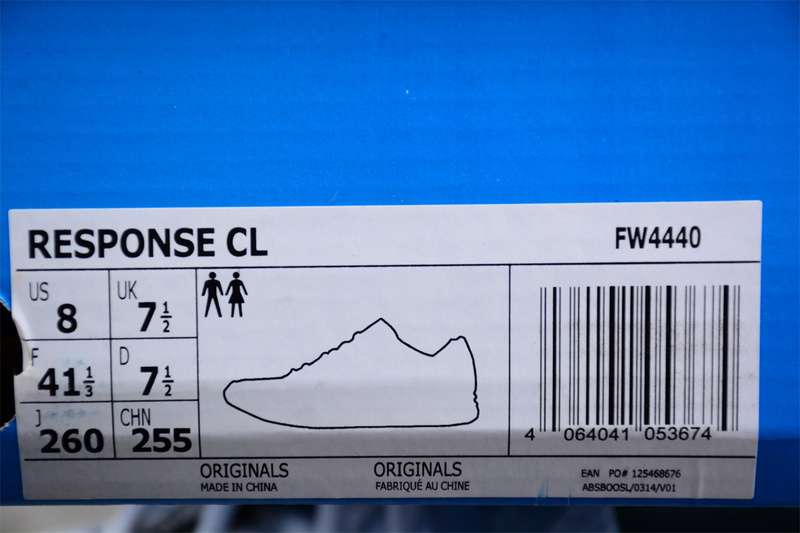 RESPONSE CL FW4440
US 8 UK 7 1/2
F 41 1/3 D 7 1/2
J 260 CHN 255
4 064041 053674
ORIGINALS ORIGINALS
MADE IN CHINA FABRIQUÉ AU CHINE
EAN PO# 125468676
ABSBOOSL/0314/V01